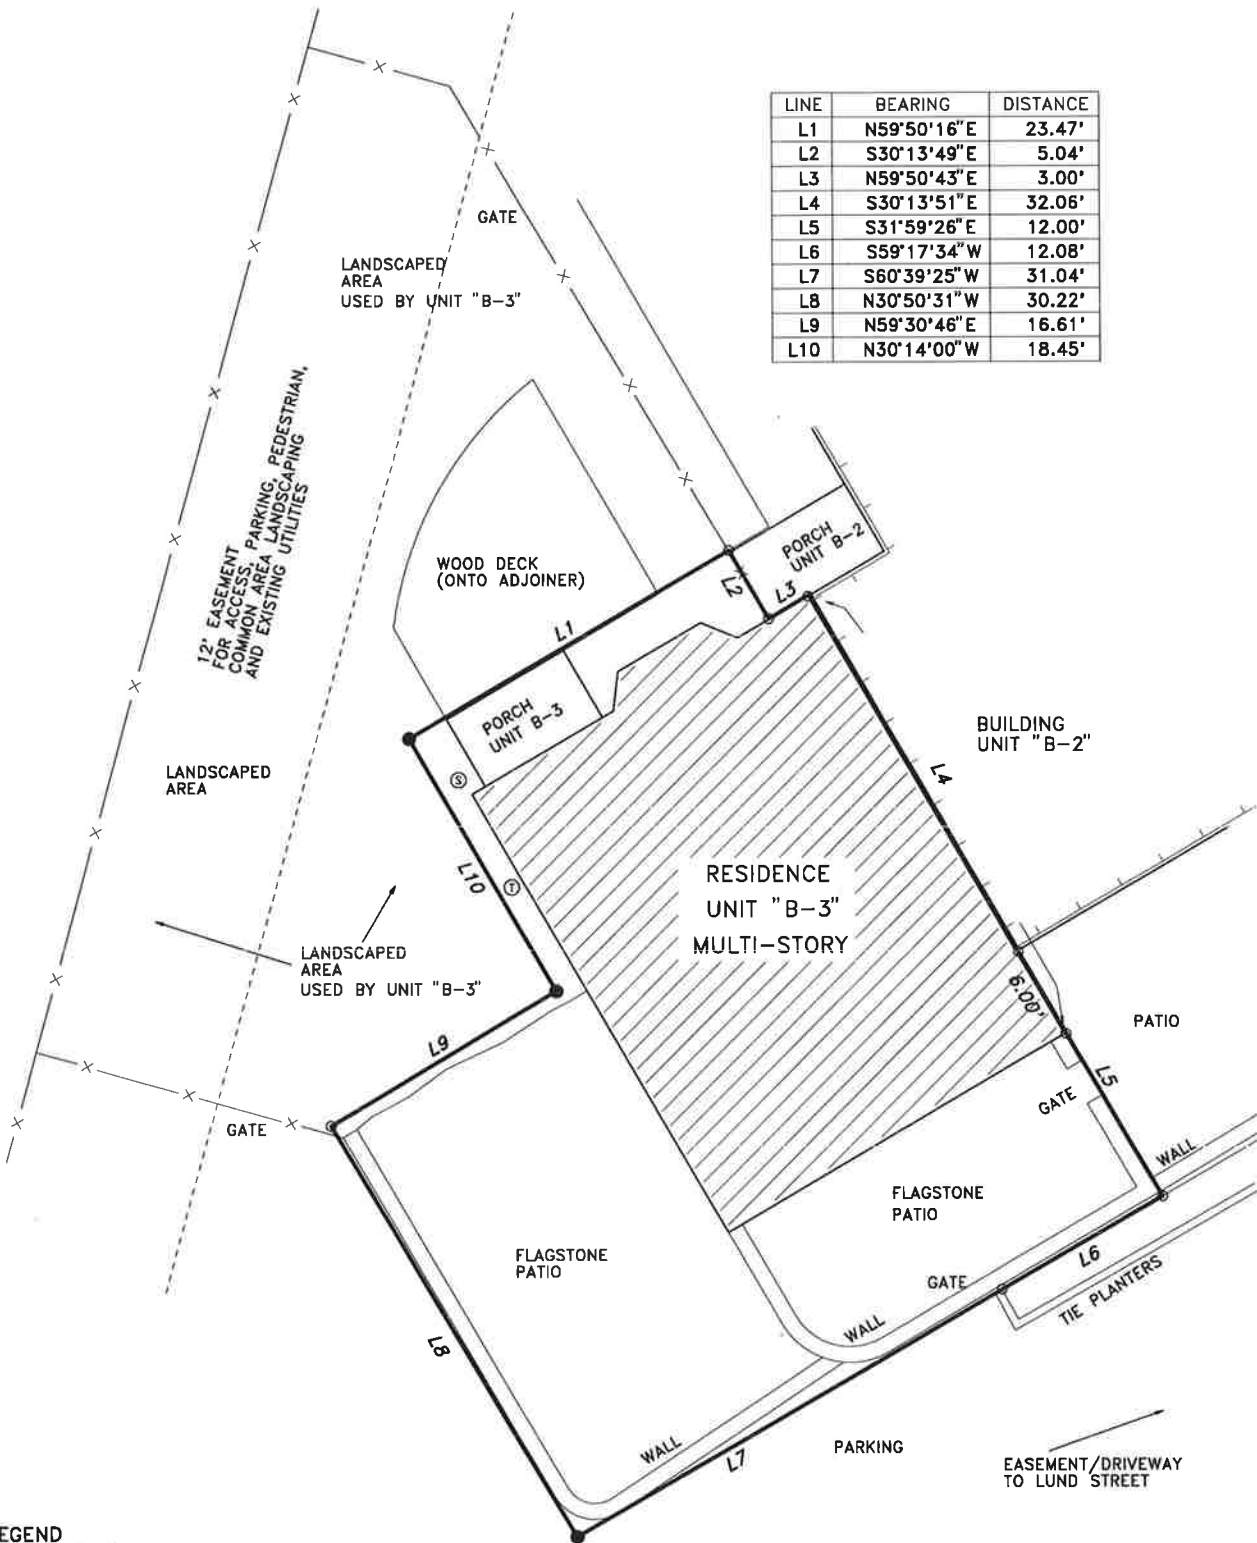 LINE BEARING DISTANCE
L1 N59°50'16"E 23.47'
L2 S30°13'49"E 5.04'
L3 N59°50'43"E 3.00'
L4 S30°13'51"E 32.06'
L5 S31°59'26"E 12.00'
L6 S59°17'34"W 12.08'
L7 S60°39'25"W 31.04'
L8 N30°50'31"W 30.22'
L9 N59°30'46"E 16.61'
L10 N30°14'00"W 18.45'
GATE
LANDSCAPED
AREA
USED BY UNIT "B-3"
12' EASEMENT
FOR ACCESS, PARKING, PEDESTRIAN,
COMMON AREA LANDSCAPING
AND EXISTING UTILITIES
WOOD DECK
(ONTO ADJOINER)
PORCH
UNIT B-2
L2
L3
L1
PORCH
UNIT B-3
BUILDING
UNIT "B-2"
LANDSCAPED
AREA
S
L4
L10
T
RESIDENCE
UNIT "B-3"
MULTI-STORY
LANDSCAPED
AREA
USED BY UNIT "B-3"
6.00'
PATIO
L9
L5
GATE
GATE
WALL
FLAGSTONE
PATIO
FLAGSTONE
PATIO
L6
GATE
TIE PLANTERS
WALL
L8
WALL
L7
PARKING
EASEMENT/DRIVEWAY
TO LUND STREET
EGEND